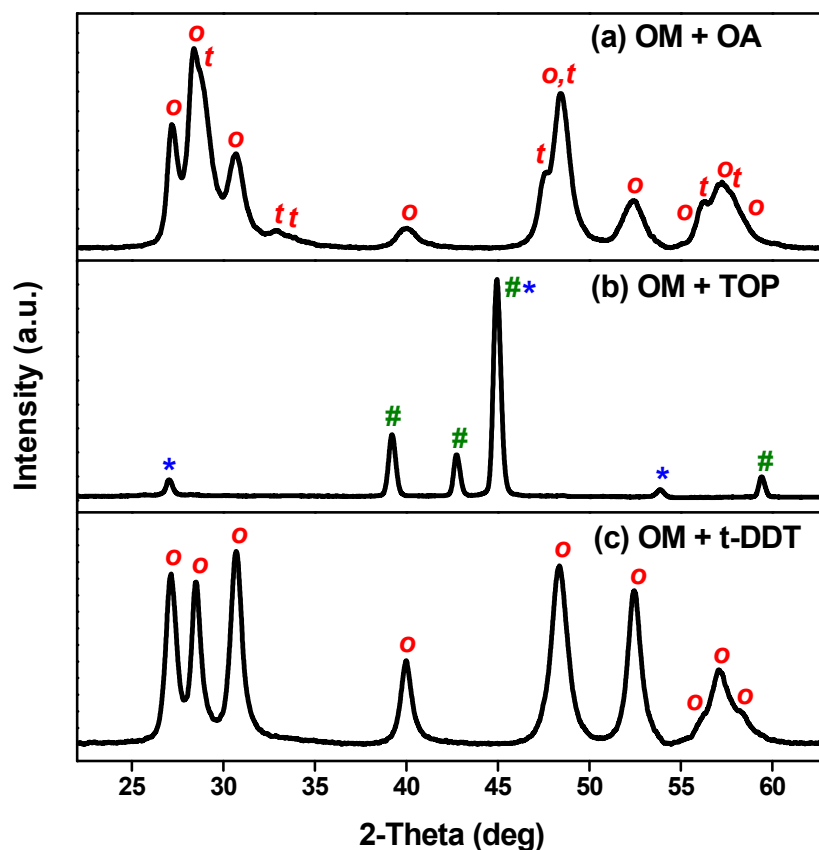 (a) OM + OA
o
o
t
o
t
t
o
t
o,t
o
o
t
o
t
o
(b) OM + TOP
*
#
#
#*
*
#
(c) OM + t-DDT
o
o
o
o
o
o
o
o
o
Intensity (a.u.)
25 30 35 40 45 50 55 60
2-Theta (deg)